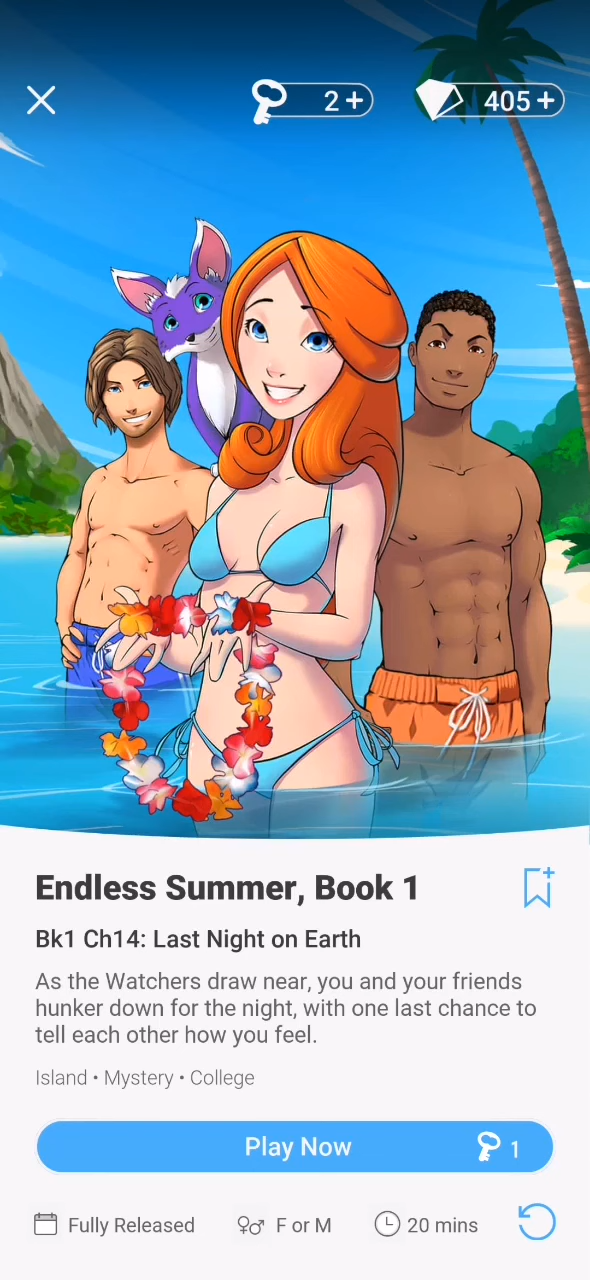 2 +
405 +
Endless Summer, Book 1
Bk1 Ch14: Last Night on Earth
As the Watchers draw near, you and your friends
hunker down for the night, with one last chance to
tell each other how you feel.
Island • Mystery • College
Play Now 1
Fully Released F or M 20 mins